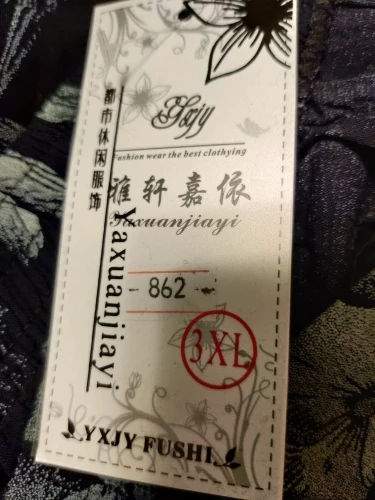 Yxjy
Fashion wear the best clothying
都市休闲服饰
雅轩嘉依
Yaxuanjiayi
Yaxuanjiayi
862
3XL
YXJY FUSHI